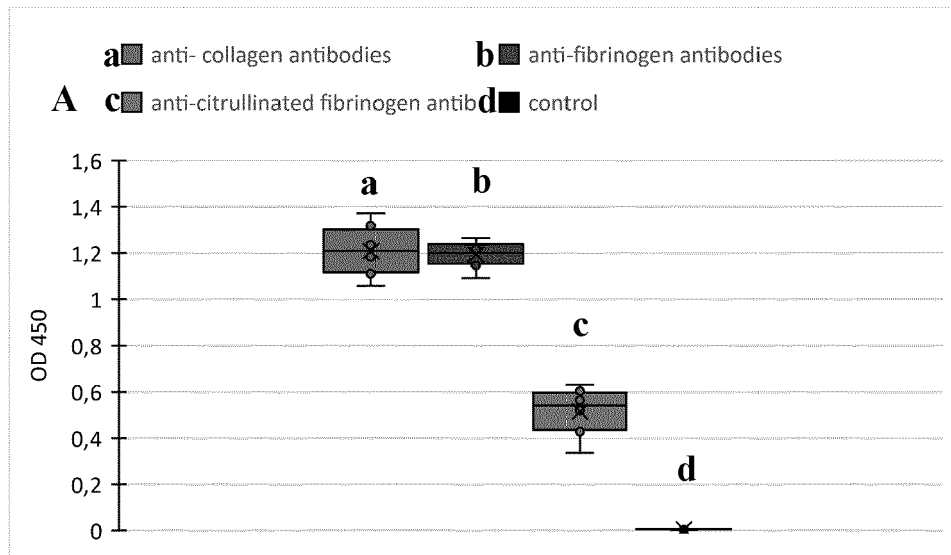 a anti- collagen antibodies b anti-fibrinogen antibodies
A c anti-citrullinated fibrinogen antib d control
1,6
1,4
1,2
1
0,8
0,6
0,4
0,2
0
OD 450
a
b
c
d